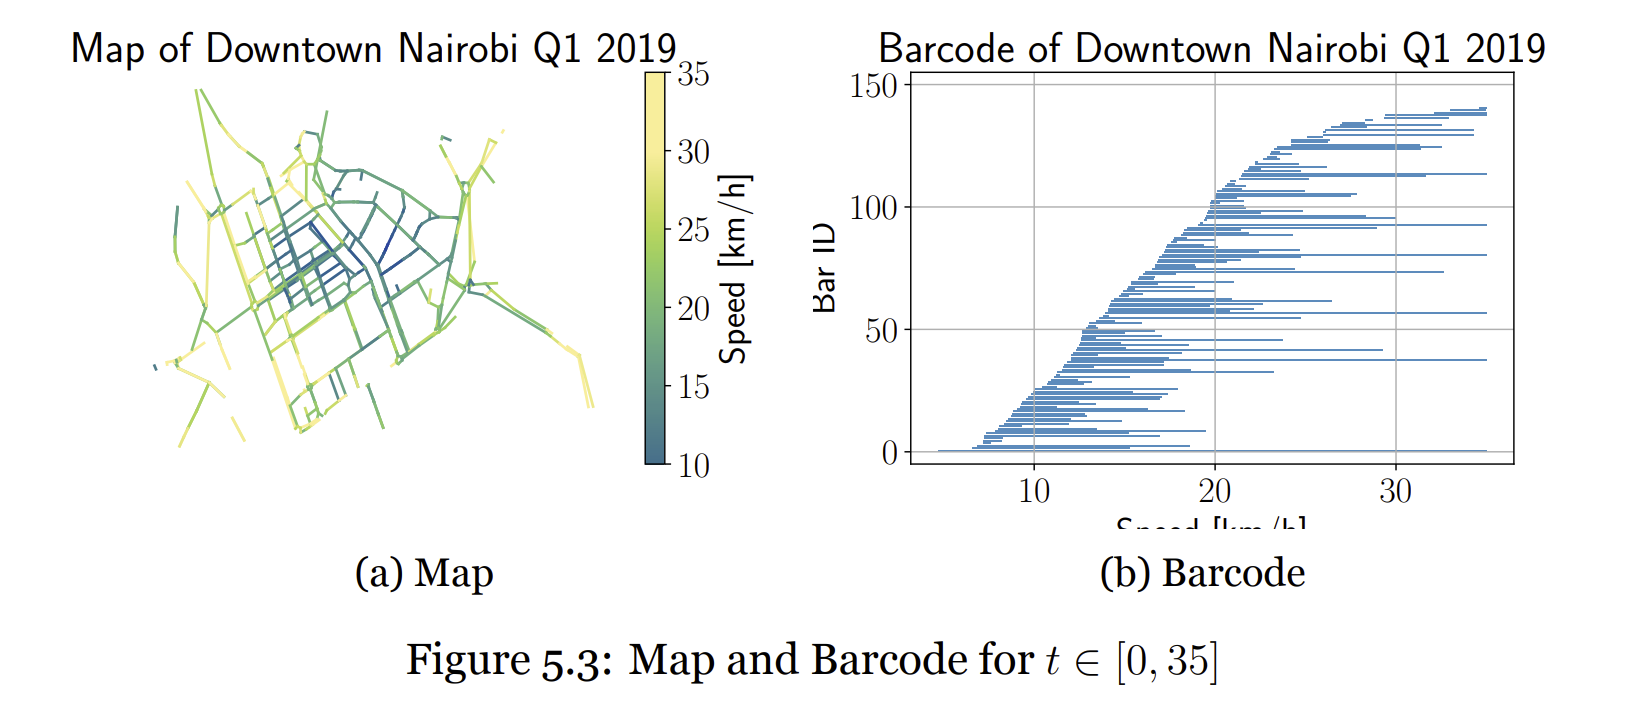 Map of Downtown Nairobi Q1 2019
35
30
25
20
15
10
Speed [km/h]
(a) Map
Barcode of Downtown Nairobi Q1 2019
150
100
50
0
Bar ID
10 20 30
Speed [km/h]
(b) Barcode
Figure 5.3: Map and Barcode for t ∈ [0, 35]